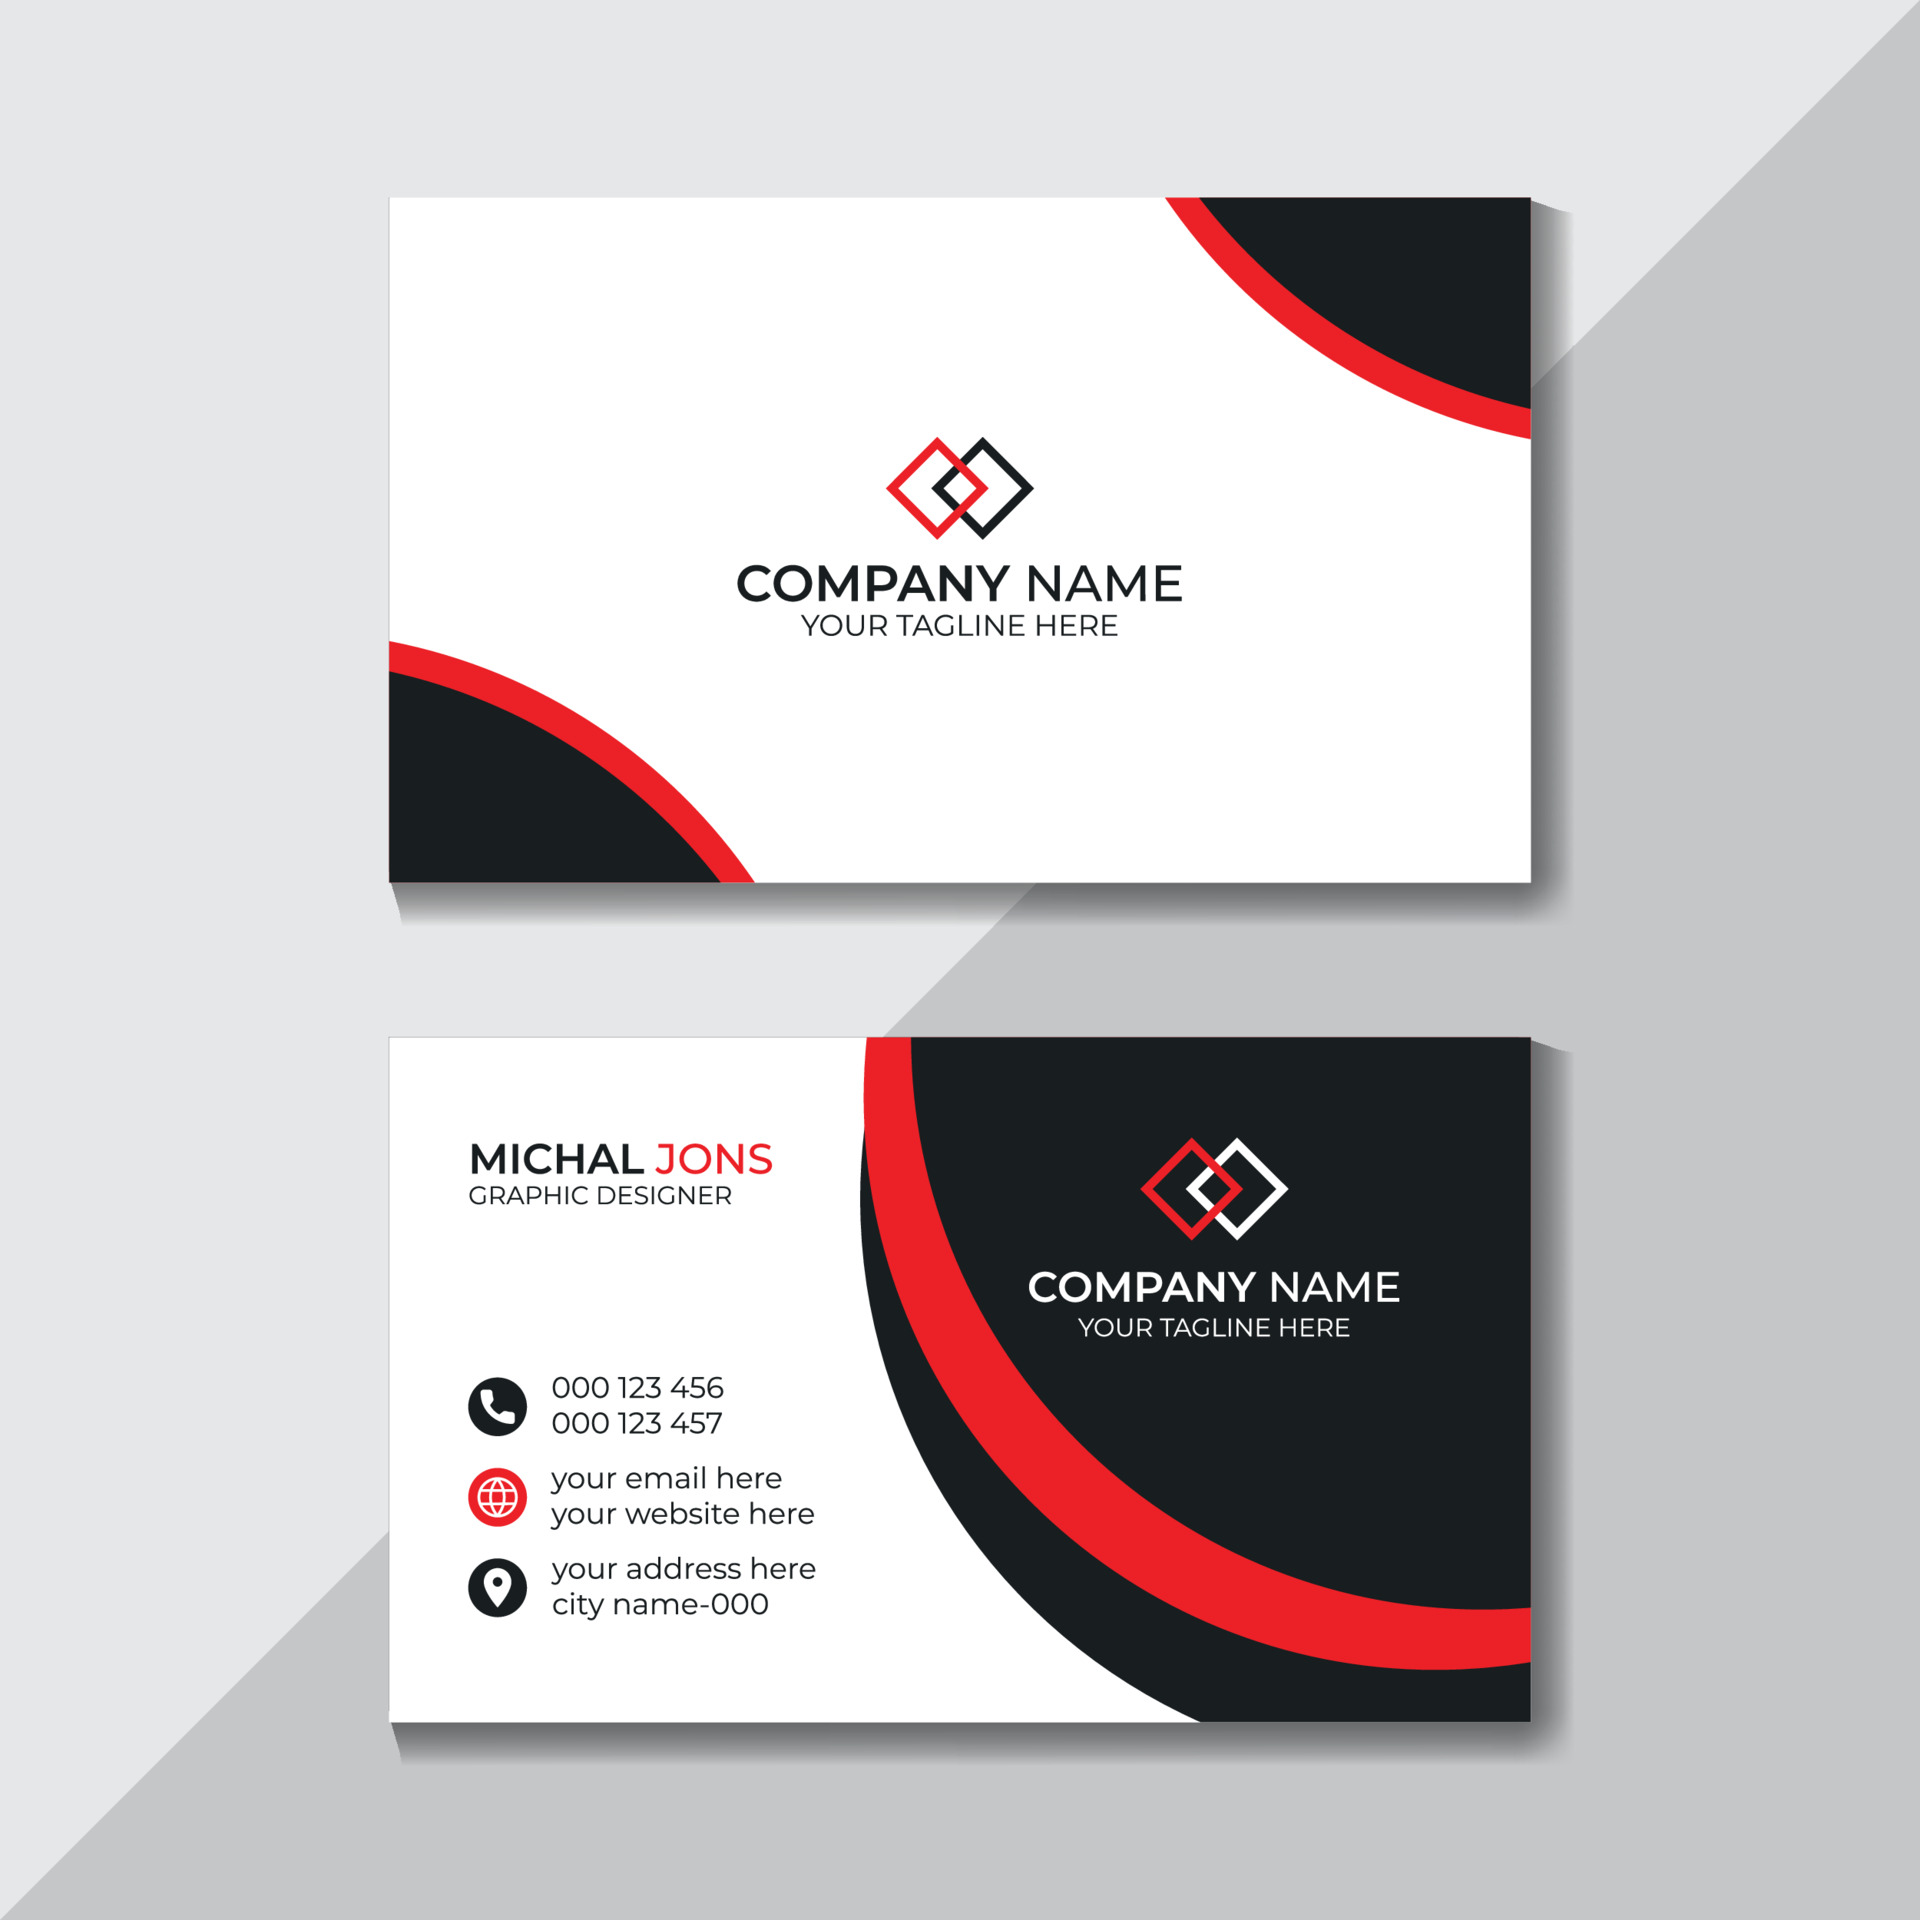 COMPANY NAME
YOUR TAGLINE HERE
MICHAL JONS
GRAPHIC DESIGNER
000 123 456
000 123 457
your email here
your website here
your address here
city name-000
COMPANY NAME
YOUR TAGLINE HERE